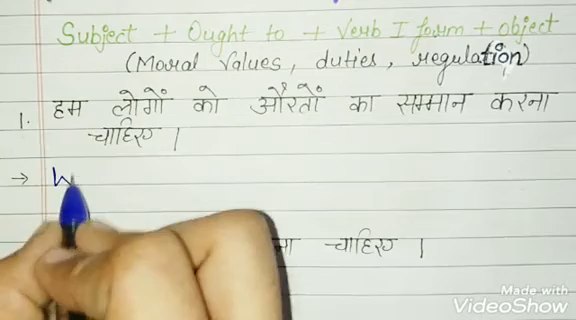 Subject + Ought to + Verb I form + object
(Moral Values, duties, regulation)
1. हम लोगों को औरतों का सम्मान करना
चाहिए ।
→ W
ना चाहिए ।
Made with
VideoShow